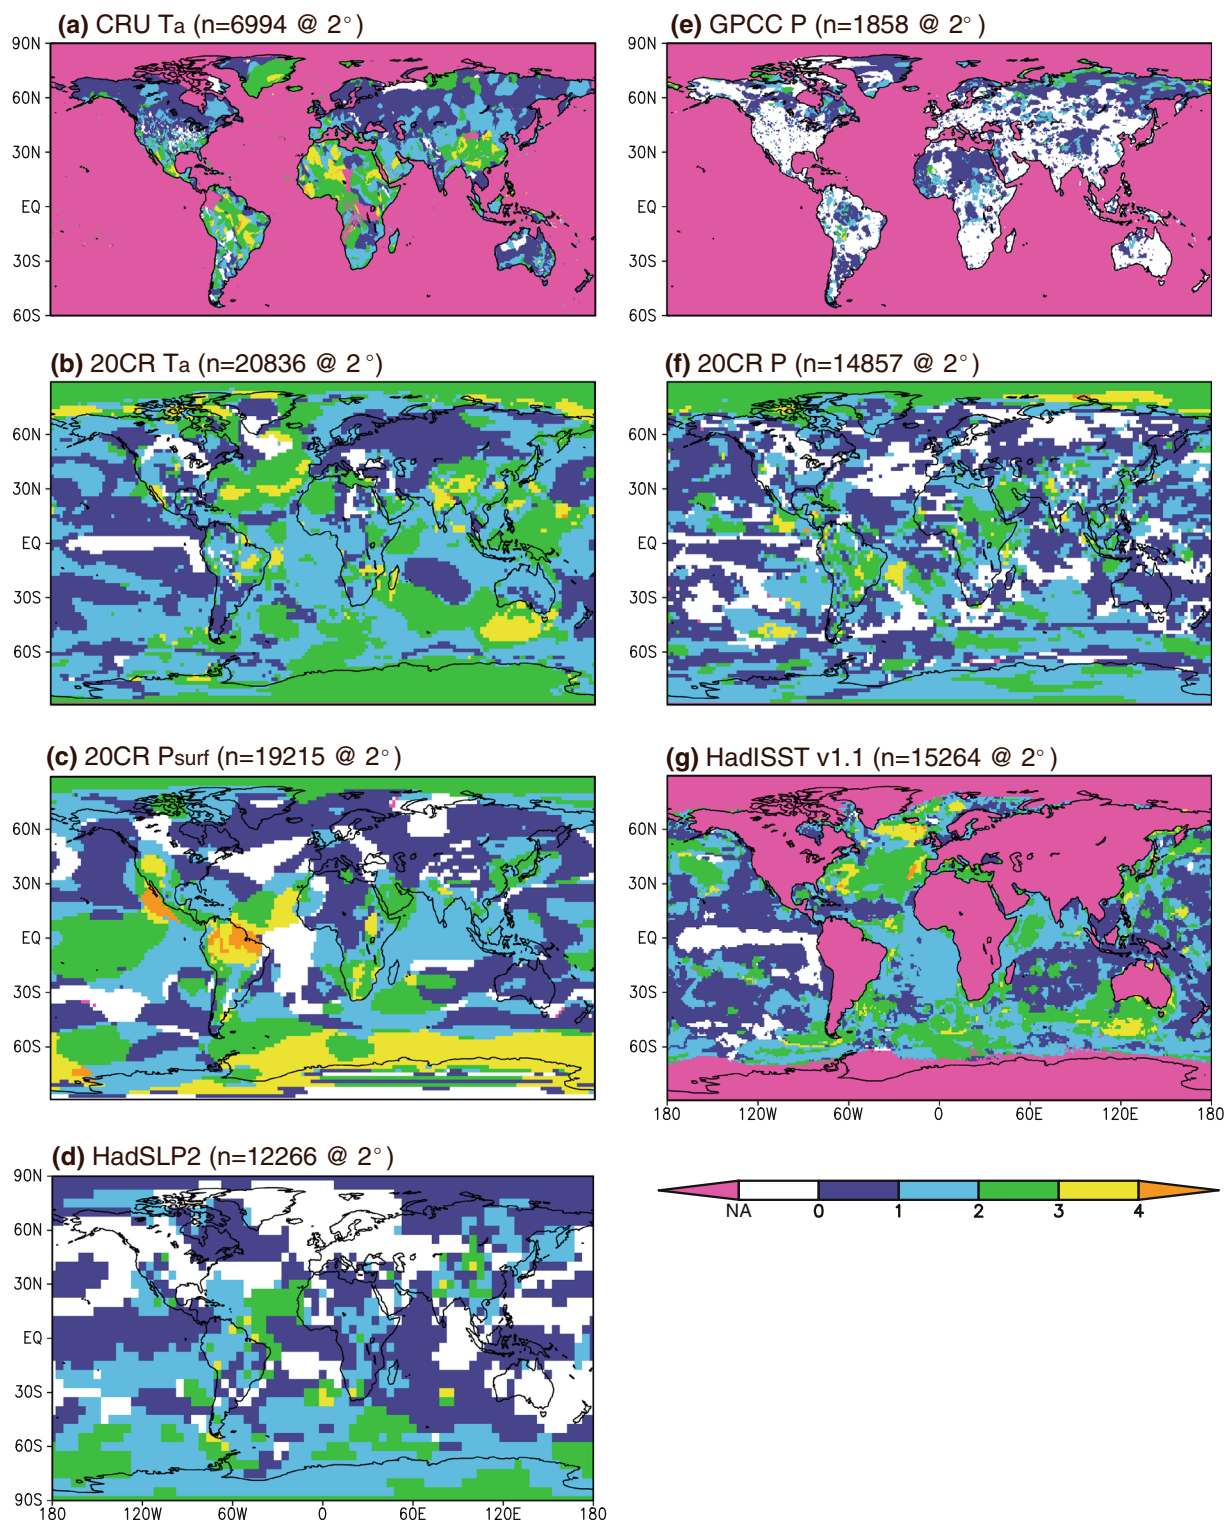 (a) CRU Ta (n=6994 @ 2°)
90N
60N
30N
EQ
30S
60S
(e) GPCC P (n=1858 @ 2°)
90N
60N
30N
EQ
30S
60S
(b) 20CR Ta (n=20836 @ 2°)
60N
30N
EQ
30S
60S
(f) 20CR P (n=14857 @ 2°)
60N
30N
EQ
30S
60S
(c) 20CR Psurf (n=19215 @ 2°)
60N
30N
EQ
30S
60S
(g) HadISST v1.1 (n=15264 @ 2°)
60N
30N
EQ
30S
60S
180 120W 60W 0 60E 120E 180
(d) HadSLP2 (n=12266 @ 2°)
90N
60N
30N
EQ
30S
60S
90S
180 120W 60W 0 60E 120E 180
NA 0 1 2 3 4